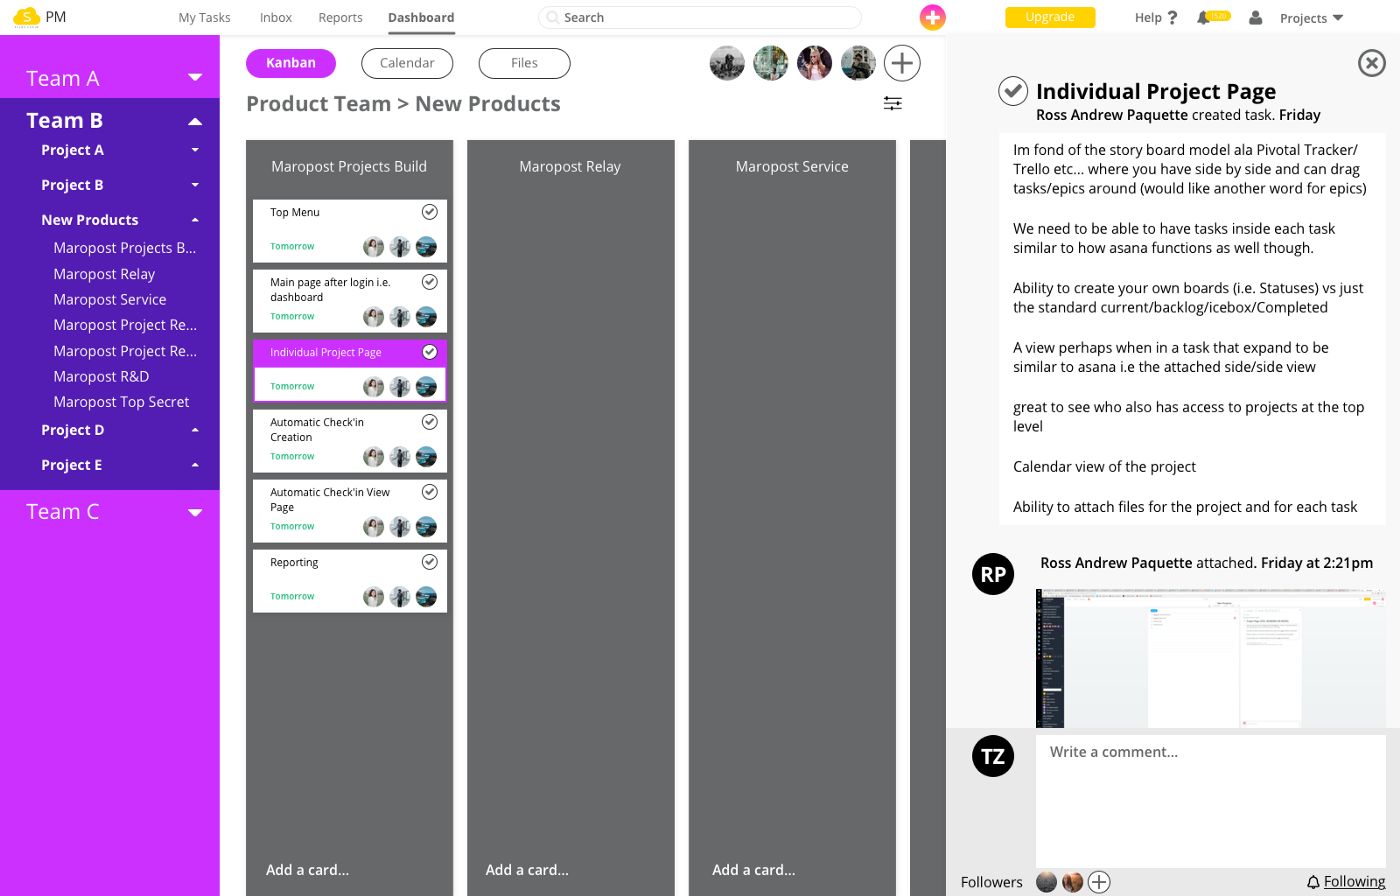 S PM
My Tasks Inbox Reports Dashboard
Search
Upgrade
Help ? 1520 Projects
Team A
Team B
Project A
Project B
New Products
Maropost Projects B...
Maropost Relay
Maropost Service
Maropost Project Re...
Maropost Project Re...
Maropost R&D
Maropost Top Secret
Project D
Project E
Team C
Kanban Calendar Files
Product Team > New Products
Maropost Projects Build
Top Menu
Tomorrow
Main page after login i.e.
dashboard
Tomorrow
Individual Project Page
Tomorrow
Automatic Check'in
Creation
Tomorrow
Automatic Check'in View
Page
Tomorrow
Reporting
Tomorrow
Add a card...
Maropost Relay
Add a card...
Maropost Service
Add a card...
Individual Project Page
Ross Andrew Paquette created task. Friday
Im fond of the story board model ala Pivotal Tracker/
Trello etc... where you have side by side and can drag
tasks/epics around (would like another word for epics)
We need to be able to have tasks inside each task
similar to how asana functions as well though.
Ability to create your own boards (i.e. Statuses) vs just
the standard current/backlog/icebox/Completed
A view perhaps when in a task that expand to be
similar to asana i.e the attached side/side view
great to see who also has access to projects at the top
level
Calendar view of the project
Ability to attach files for the project and for each task
RP
Ross Andrew Paquette attached. Friday at 2:21pm
TZ
Write a comment...
Followers
Following